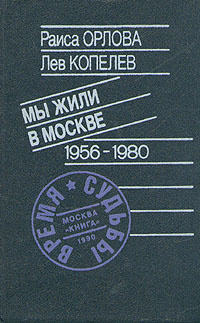 Раиса ОРЛОВА
Лев КОПЕЛЕВ
МЫ ЖИЛИ
В МОСКВЕ
1956-1980
ВРЕМЯ ★ СУДЬБЫ
МОСКВА
«КНИГА»
1990